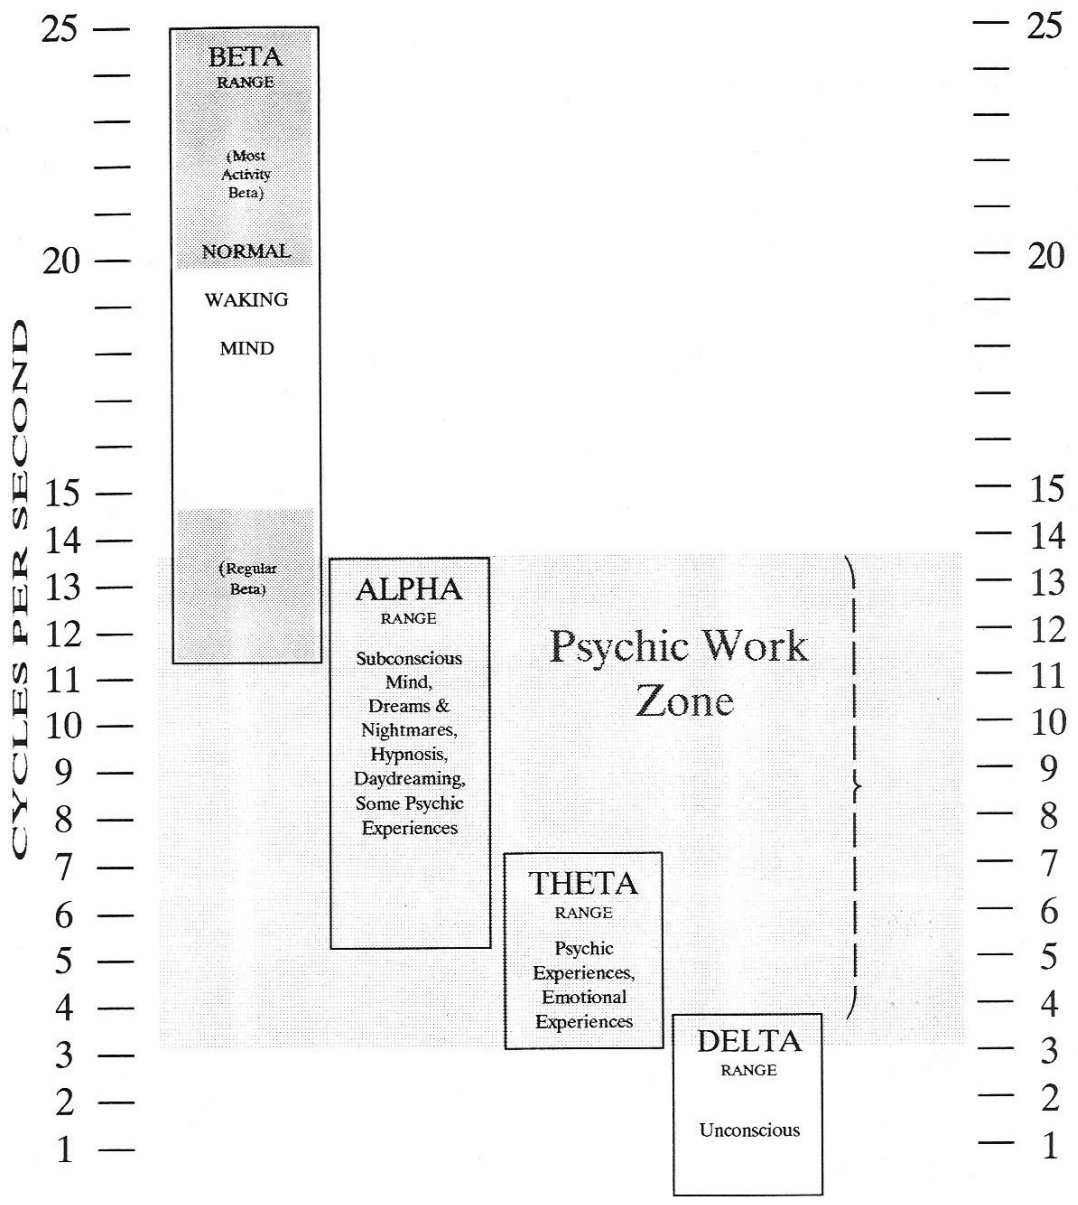 CYCLES PER SECOND
25
20
15
14
13
12
11
10
9
8
7
6
5
4
3
2
1
BETA
RANGE
(Most
Activity
Beta)
NORMAL
WAKING
MIND
(Regular
Beta)
ALPHA
RANGE
Subconscious
Mind,
Dreams &
Nightmares,
Hypnosis,
Daydreaming,
Some Psychic
Experiences
Psychic Work
Zone
THETA
RANGE
Psychic
Experiences,
Emotional
Experiences
DELTA
RANGE
Unconscious
25
20
15
14
13
12
11
10
9
8
7
6
5
4
3
2
1